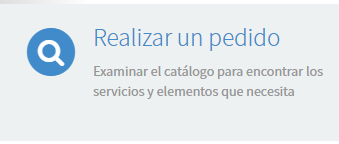 Realizar un pedido
Examinar el catálogo para encontrar los
servicios y elementos que necesita